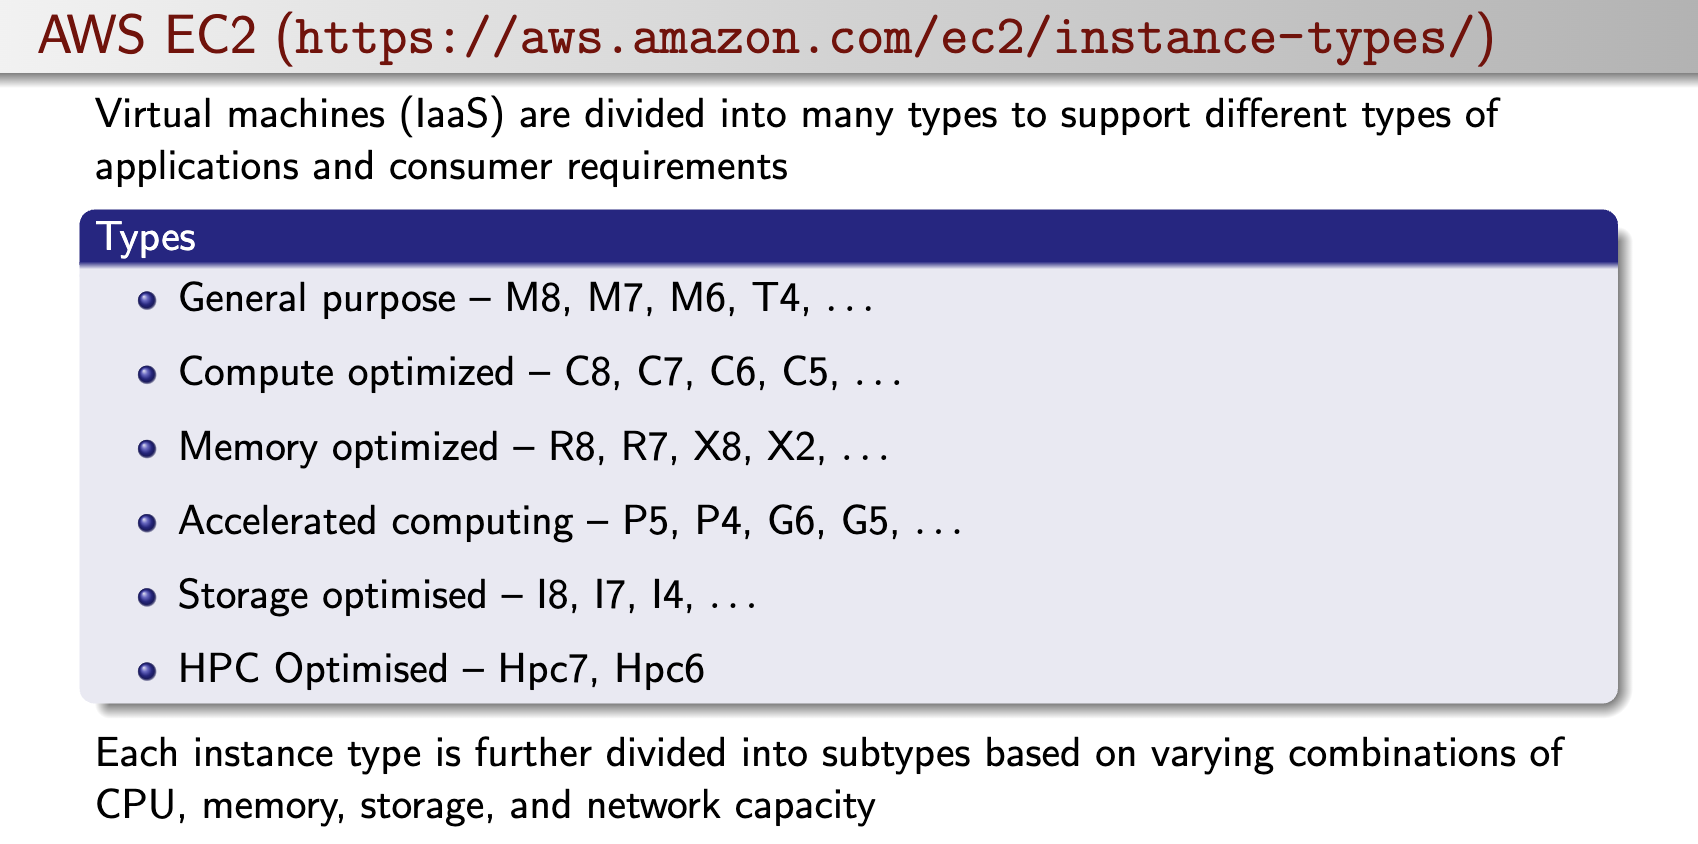 AWS EC2 (https://aws.amazon.com/ec2/instance-types/)
Virtual machines (IaaS) are divided into many types to support different types of
applications and consumer requirements
Types
General purpose – M8, M7, M6, T4, ...
Compute optimized – C8, C7, C6, C5, ...
Memory optimized – R8, R7, X8, X2, ...
Accelerated computing – P5, P4, G6, G5, ...
Storage optimised – I8, I7, I4, ...
HPC Optimised – Hpc7, Hpc6
Each instance type is further divided into subtypes based on varying combinations of
CPU, memory, storage, and network capacity